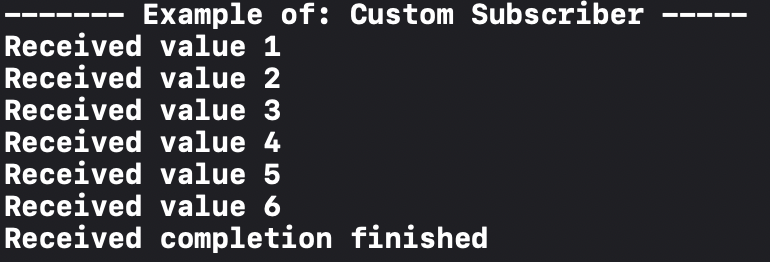 ——————— Example of: Custom Subscriber —————
Received value 1
Received value 2
Received value 3
Received value 4
Received value 5
Received value 6
Received completion finished